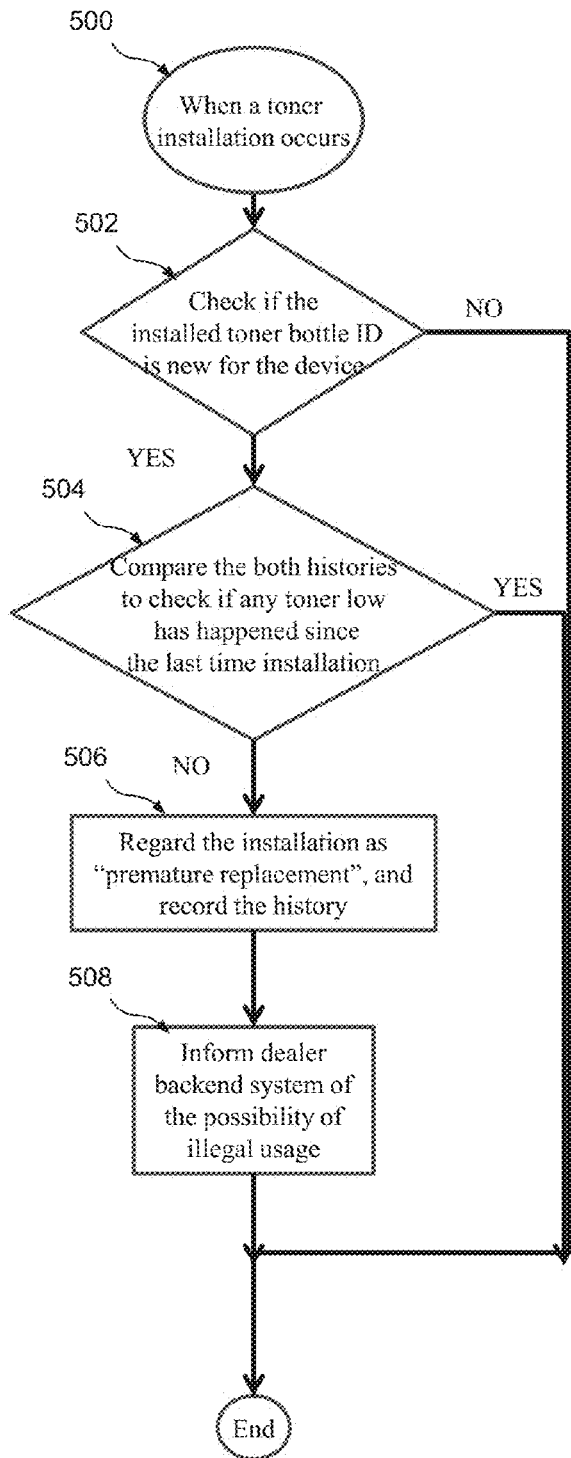 500
When a toner
installation occurs
502
Check if the
installed toner bottle ID
is new for the device
NO
YES
504
Compare the both histories
to check if any toner low
has happened since
the last time installation
YES
NO
506
Regard the installation as
“premature replacement”, and
record the history
508
Inform dealer
backend system of
the possibility of
illegal usage
End